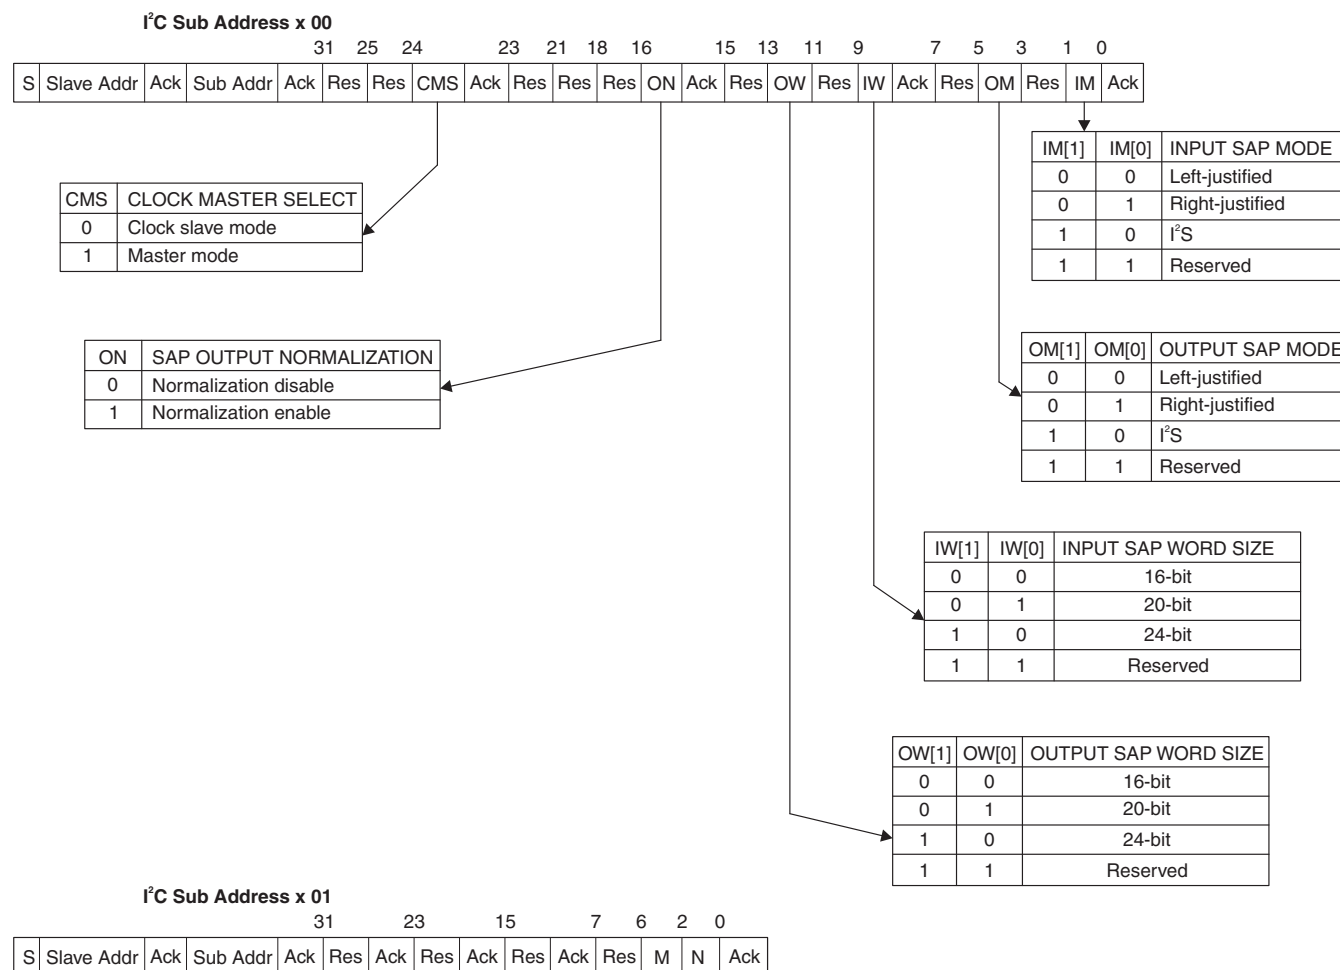 I²C Sub Address x 00
31 25 24 23 21 18 16 15 13 11 9 7 5 3 1 0
S Slave Addr Ack Sub Addr Ack Res Res CMS Ack Res Res Res ON Ack Res OW Res IW Ack Res OM Res IM Ack
IM[1] IM[0] INPUT SAP MODE
0 0 Left-justified
0 1 Right-justified
1 0 I²S
1 1 Reserved
CMS CLOCK MASTER SELECT
0 Clock slave mode
1 Master mode
OM[1] OM[0] OUTPUT SAP MODE
0 0 Left-justified
0 1 Right-justified
1 0 I²S
1 1 Reserved
ON SAP OUTPUT NORMALIZATION
0 Normalization disable
1 Normalization enable
IW[1] IW[0] INPUT SAP WORD SIZE
0 0 16-bit
0 1 20-bit
1 0 24-bit
1 1 Reserved
OW[1] OW[0] OUTPUT SAP WORD SIZE
0 0 16-bit
0 1 20-bit
1 0 24-bit
1 1 Reserved
I²C Sub Address x 01
31 23 15 7 6 2 0
S Slave Addr Ack Sub Addr Ack Res Ack Res Ack Res Ack Res M N Ack